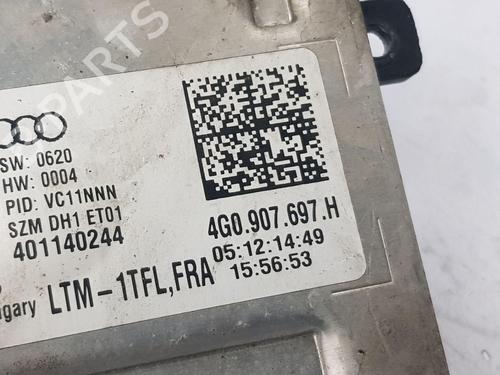 B-PARTS
SW: 0620
HW: 0004
PID: VC11NNN
SZM DH1 ET01
401140244
4G0.907.697.H
05:12:14:49
15:56:53
LTM-1TFL,FRA